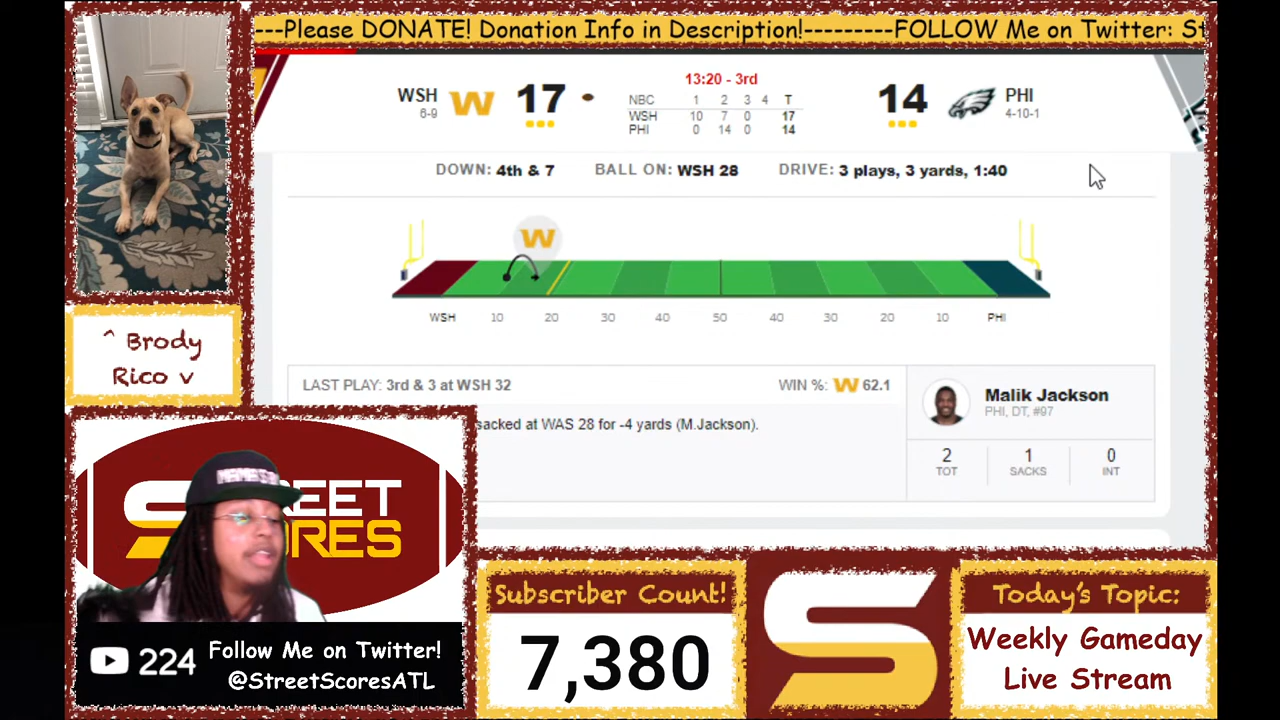 ---Please DONATE! Donation Info in Description!---------FOLLOW Me on Twitter: St
WSH
6-9
W
17
13:20 - 3rd
NBC 1 2 3 4 T
WSH 10 7 0 17
PHI 0 14 0 14
14
PHI
4-10-1
DOWN: 4th & 7
BALL ON: WSH 28
DRIVE: 3 plays, 3 yards, 1:40
W
WSH 10 20 30 40 50 40 30 20 10 PHI
LAST PLAY: 3rd & 3 at WSH 32
WIN %: W 62.1
sacked at WAS 28 for -4 yards (M.Jackson).
Malik Jackson
PHI, DT, #97
2 1 0
TOT SACKS INT
^ Brody
Rico v
STREET
224
Follow Me on Twitter!
@StreetScoresATL
Subscriber Count!
7,380
S
Today's Topic:
Weekly Gameday
Live Stream